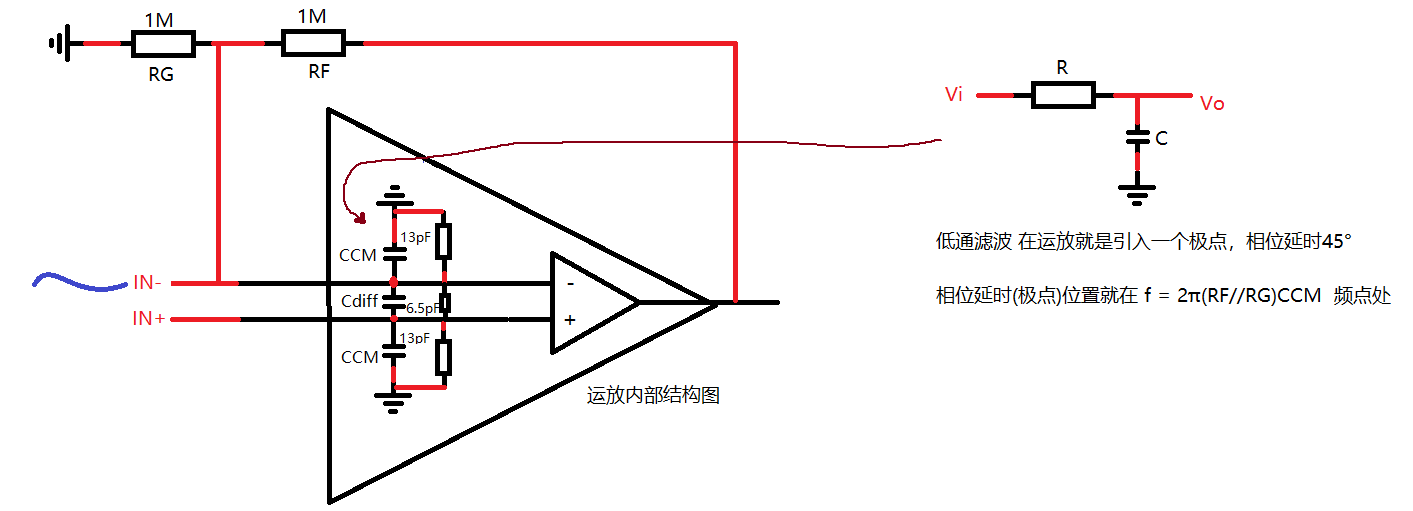 1M
1M
RG
RF
R
Vi
Vo
C
13pF
CCM
低通滤波 在运放就是引入一个极点，相位延时45°
IN-
-
Cdiff
6.5pF
相位延时(极点)位置就在 f = 2π(RF//RG)CCM 频点处
IN+
+
13pF
CCM
运放内部结构图